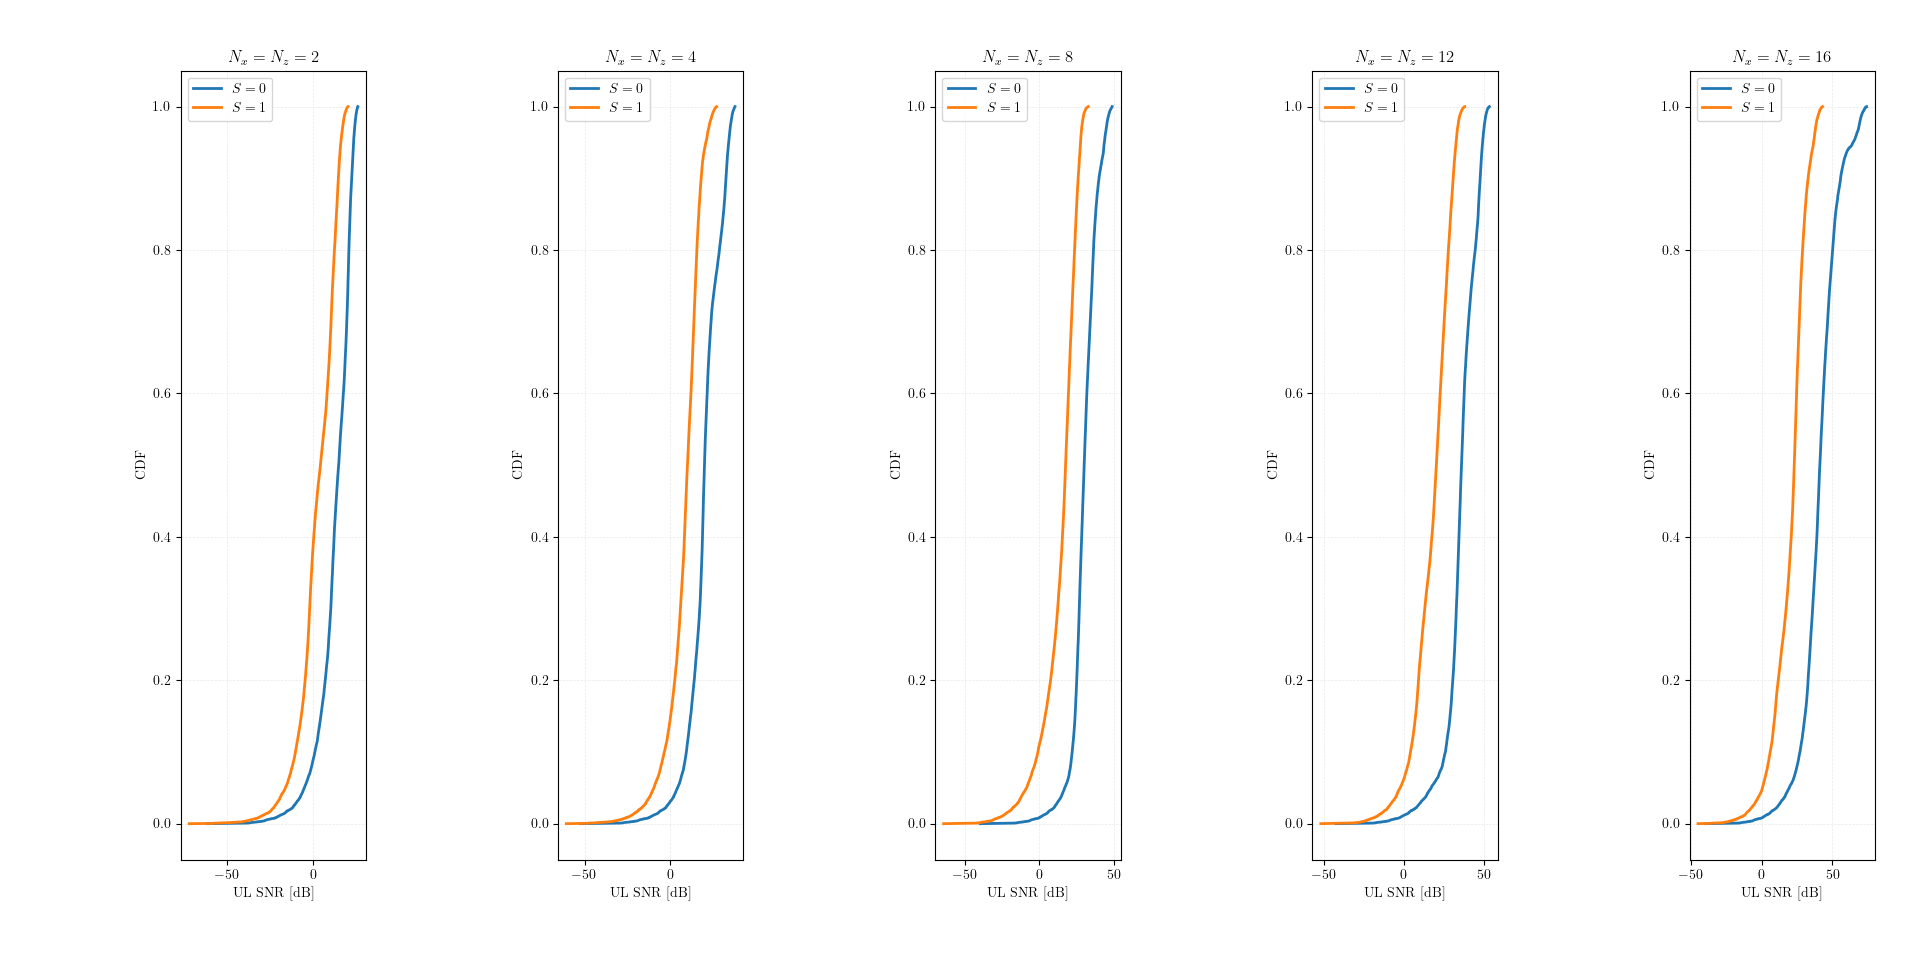 N_x = N_z = 2
S = 0
S = 1
1.0
0.8
0.6
0.4
0.2
0.0
CDF
−50 0
UL SNR [dB]
N_x = N_z = 4
S = 0
S = 1
1.0
0.8
0.6
0.4
0.2
0.0
CDF
−50 0
UL SNR [dB]
N_x = N_z = 8
S = 0
S = 1
1.0
0.8
0.6
0.4
0.2
0.0
CDF
−50 0 50
UL SNR [dB]
N_x = N_z = 12
S = 0
S = 1
1.0
0.8
0.6
0.4
0.2
0.0
CDF
−50 0 50
UL SNR [dB]
N_x = N_z = 16
S = 0
S = 1
1.0
0.8
0.6
0.4
0.2
0.0
CDF
−50 0 50
UL SNR [dB]